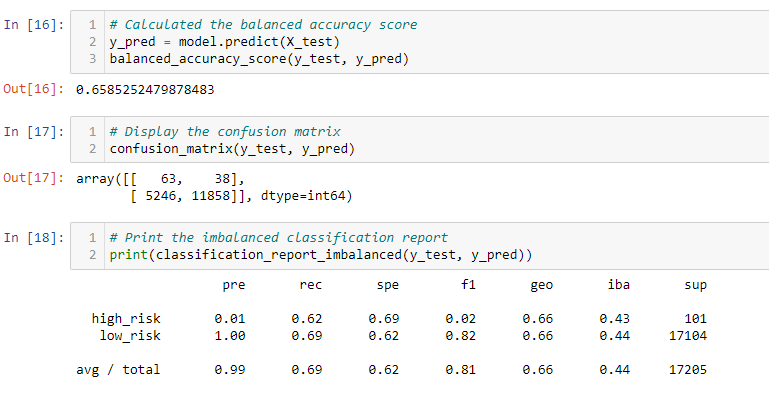 In [16]: 1 # Calculated the balanced accuracy score
2 y_pred = model.predict(X_test)
3 balanced_accuracy_score(y_test, y_pred)
Out[16]: 0.6585252479878483
In [17]: 1 # Display the confusion matrix
2 confusion_matrix(y_test, y_pred)
Out[17]: array([[   63,    38],
       [ 5246, 11858]], dtype=int64)
In [18]: 1 # Print the imbalanced classification report
2 print(classification_report_imbalanced(y_test, y_pred))
pre rec spe f1 geo iba sup
high_risk 0.01 0.62 0.69 0.02 0.66 0.43 101
low_risk 1.00 0.69 0.62 0.82 0.66 0.44 17104
avg / total 0.99 0.69 0.62 0.81 0.66 0.44 17205